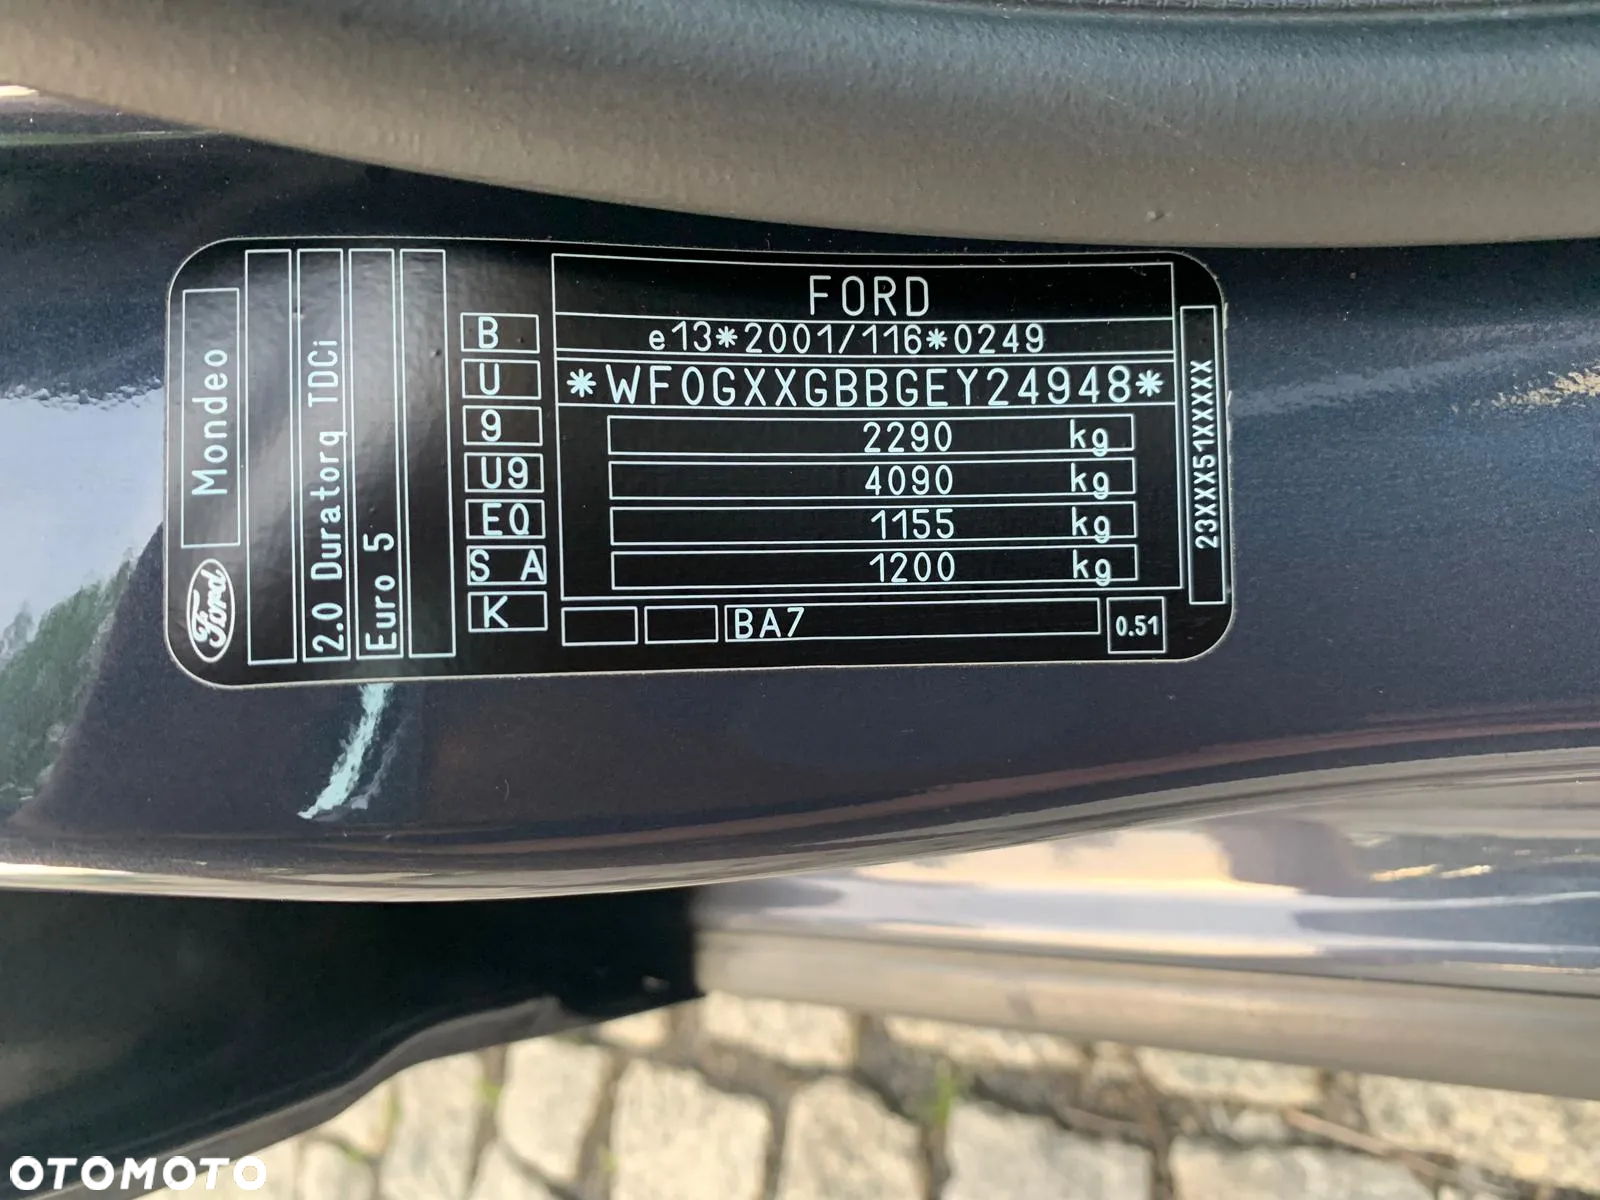 Ford
Mondeo
2.0 Duratorq TDCi
Euro 5
B
U
9
U9
EQ
S A
K
FORD
e13*2001/116*0249
*WF0GXXGBBGEY24948*
2290 kg
4090 kg
1155 kg
1200 kg
BA7
0.51
23XXX51XXXXX
OTOMOTO